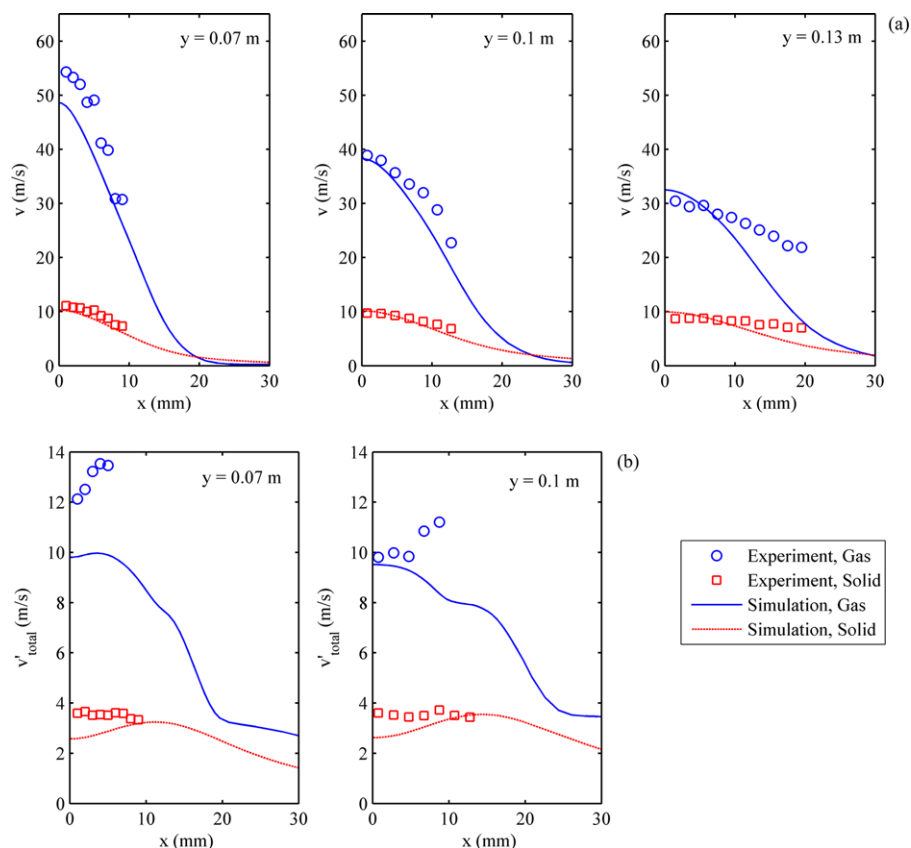 y = 0.07 m
y = 0.1 m
y = 0.13 m
(a)
v (m/s)
60
50
40
30
20
10
0
0 10 20 30
x (mm)
v (m/s)
60
50
40
30
20
10
0
0 10 20 30
x (mm)
v (m/s)
60
50
40
30
20
10
0
0 10 20 30
x (mm)
y = 0.07 m
y = 0.1 m
(b)
v'total (m/s)
14
12
10
8
6
4
2
0
0 10 20 30
x (mm)
v'total (m/s)
14
12
10
8
6
4
2
0
0 10 20 30
x (mm)
Experiment, Gas
Experiment, Solid
Simulation, Gas
Simulation, Solid